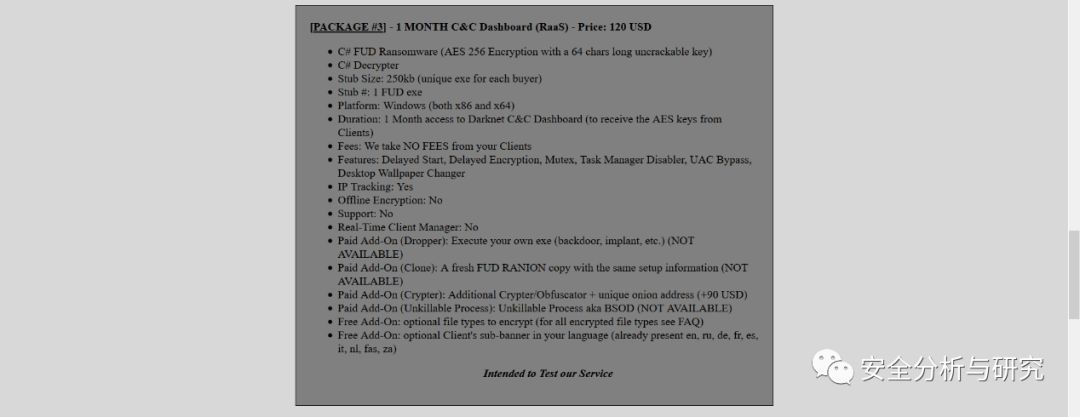 [PACKAGE #3] - 1 MONTH C&C Dashboard (RaaS) - Price: 120 USD
• C# FUD Ransomware (AES 256 Encryption with a 64 chars long uncrackable key)
• C# Decrypter
• Stub Size: 250kb (unique exe for each buyer)
• Stub #: 1 FUD exe
• Platform: Windows (both x86 and x64)
• Duration: 1 Month access to Darknet C&C Dashboard (to receive the AES keys from
Clients)
• Fees: We take NO FEES from your Clients
• Features: Delayed Start, Delayed Encryption, Mutex, Task Manager Disabler, UAC Bypass,
Desktop Wallpaper Changer
• IP Tracking: Yes
• Offline Encryption: No
• Support: No
• Real-Time Client Manager: No
• Paid Add-On (Dropper): Execute your own exe (backdoor, implant, etc.) (NOT
AVAILABLE)
• Paid Add-On (Clone): A fresh FUD RANION copy with the same setup information (NOT
AVAILABLE)
• Paid Add-On (Crypter): Additional Crypter/Obfuscator + unique onion address (+90 USD)
• Paid Add-On (Unkillable Process): Unkillable Process aka BSOD (NOT AVAILABLE)
• Free Add-On: optional file types to encrypt (for all encrypted file types see FAQ)
• Free Add-On: optional Client's sub-banner in your language (already present en, ru, de, fr, es,
it, nl, fas, za)
Intended to Test our Service
安全分析与研究